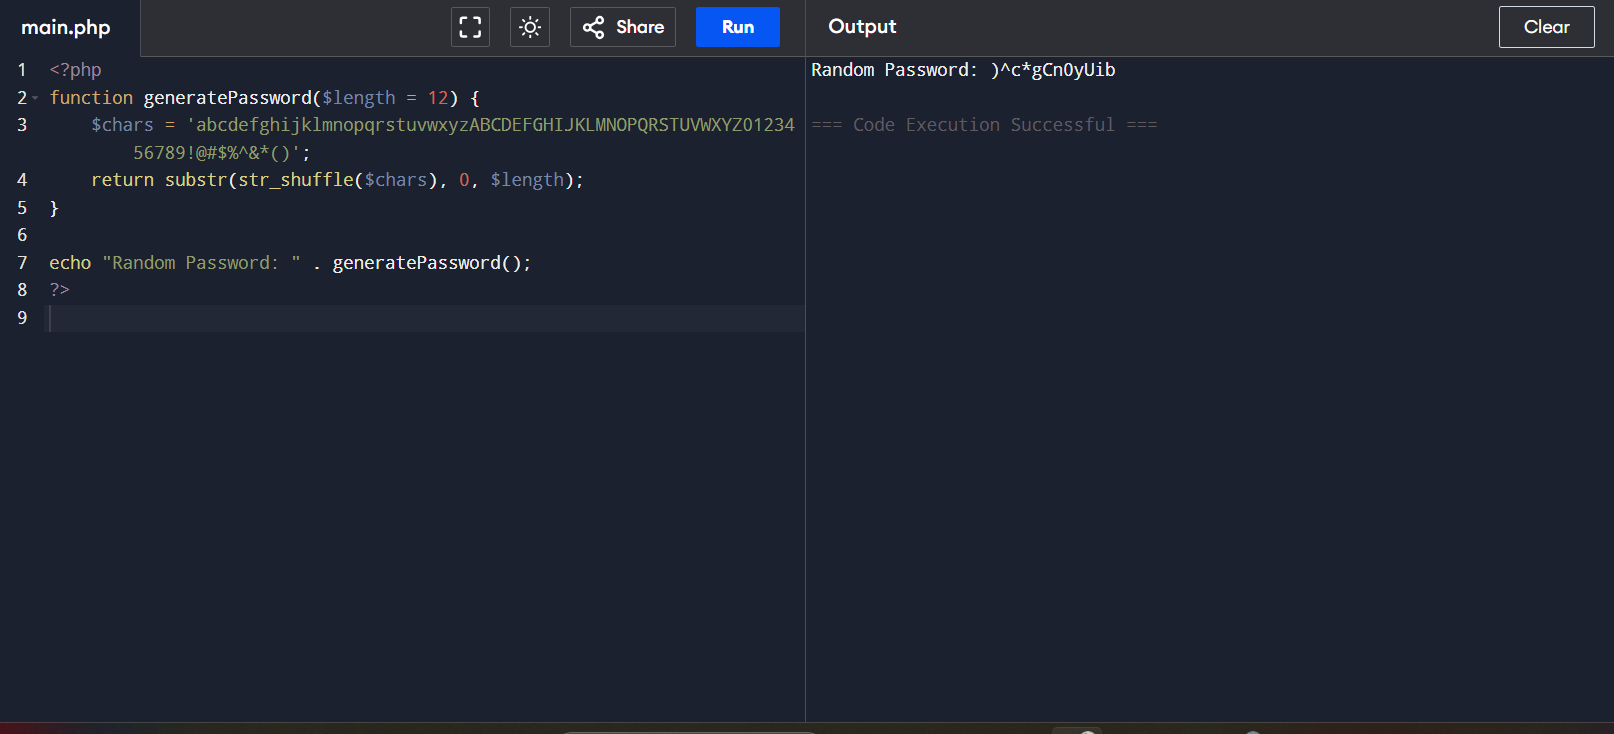 main.php
Share
Run
Output
Clear
1 <?php
2 function generatePassword($length = 12) {
3     $chars = 'abcdefghijklmnopqrstuvwxyzABCDEFGHIJKLMNOPQRSTUVWXYZ01234
56789!@#$%^&*()';
4     return substr(str_shuffle($chars), 0, $length);
5 }
6
7 echo "Random Password: " . generatePassword();
8 ?>
9
Random Password: )^c*gCn0yUib
=== Code Execution Successful ===